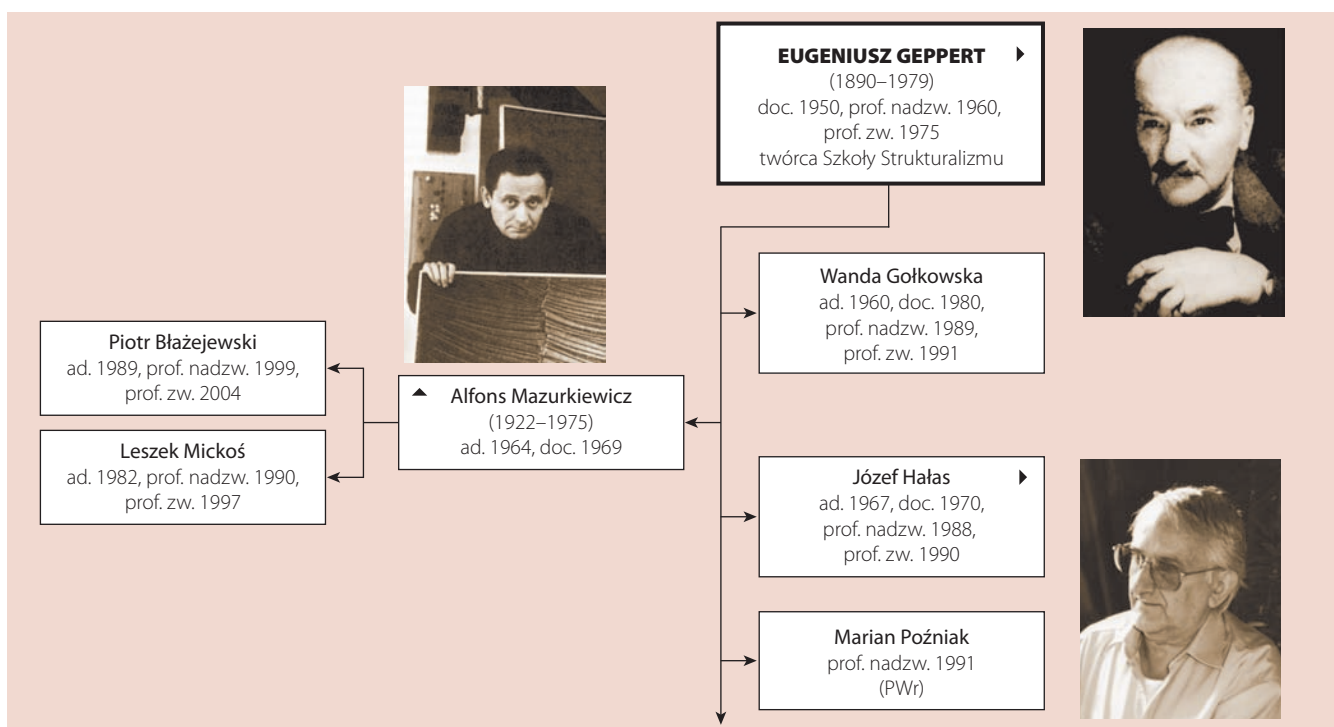 EUGENIUSZ GEPPERT
(1890–1979)
doc. 1950, prof. nadzw. 1960,
prof. zw. 1975
twórca Szkoły Strukturalizmu
Wanda Gołkowska
ad. 1960, doc. 1980,
prof. nadzw. 1989,
prof. zw. 1991
Piotr Błażejewski
ad. 1989, prof. nadzw. 1999,
prof. zw. 2004
Alfons Mazurkiewicz
(1922–1975)
ad. 1964, doc. 1969
Leszek Mickoś
ad. 1982, prof. nadzw. 1990,
prof. zw. 1997
Józef Hałas
ad. 1967, doc. 1970,
prof. nadzw. 1988,
prof. zw. 1990
Marian Poźniak
prof. nadzw. 1991
(PWr)